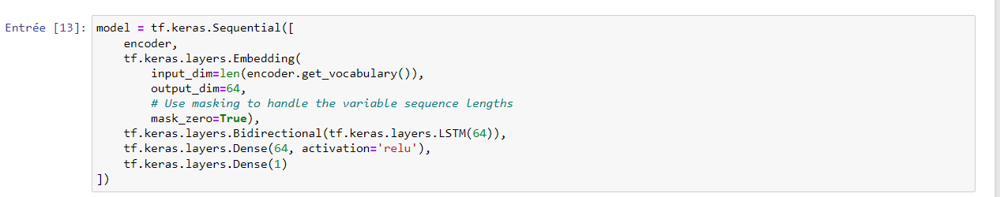 Entrée [13]: model = tf.keras.Sequential([
    encoder,
    tf.keras.layers.Embedding(
        input_dim=len(encoder.get_vocabulary()),
        output_dim=64,
        # Use masking to handle the variable sequence lengths
        mask_zero=True),
    tf.keras.layers.Bidirectional(tf.keras.layers.LSTM(64)),
    tf.keras.layers.Dense(64, activation='relu'),
    tf.keras.layers.Dense(1)
])